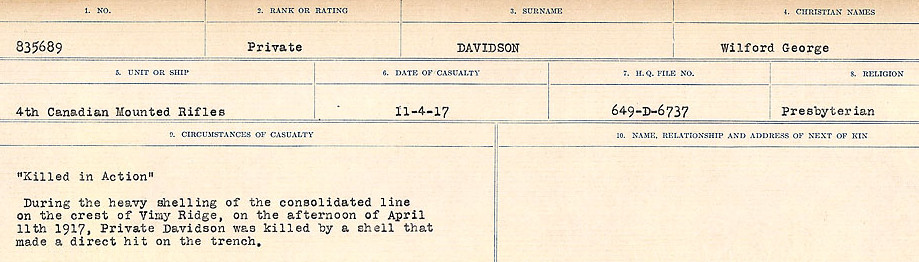 1. NO. 2. RANK OR RATING 3. SURNAME 4. CHRISTIAN NAMES
835689 Private DAVIDSON Wilford George
5. UNIT OR SHIP 6. DATE OF CASUALTY 7. H.Q. FILE NO. 8. RELIGION
4th Canadian Mounted Rifles 11-4-17 649-D-6737 Presbyterian
9. CIRCUMSTANCES OF CASUALTY 10. NAME, RELATIONSHIP AND ADDRESS OF NEXT OF KIN
"Killed in Action"
During the heavy shelling of the consolidated line
on the crest of Vimy Ridge, on the afternoon of April
11th 1917, Private Davidson was killed by a shell that
made a direct hit on the trench.